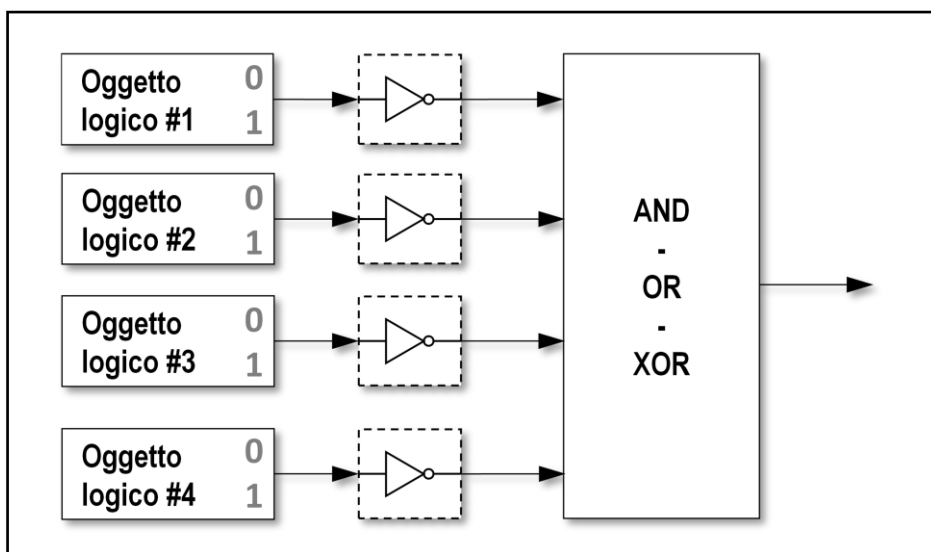 Oggetto 0
logico #1 1
Oggetto 0
logico #2 1
Oggetto 0
logico #3 1
Oggetto 0
logico #4 1
AND
-
OR
-
XOR